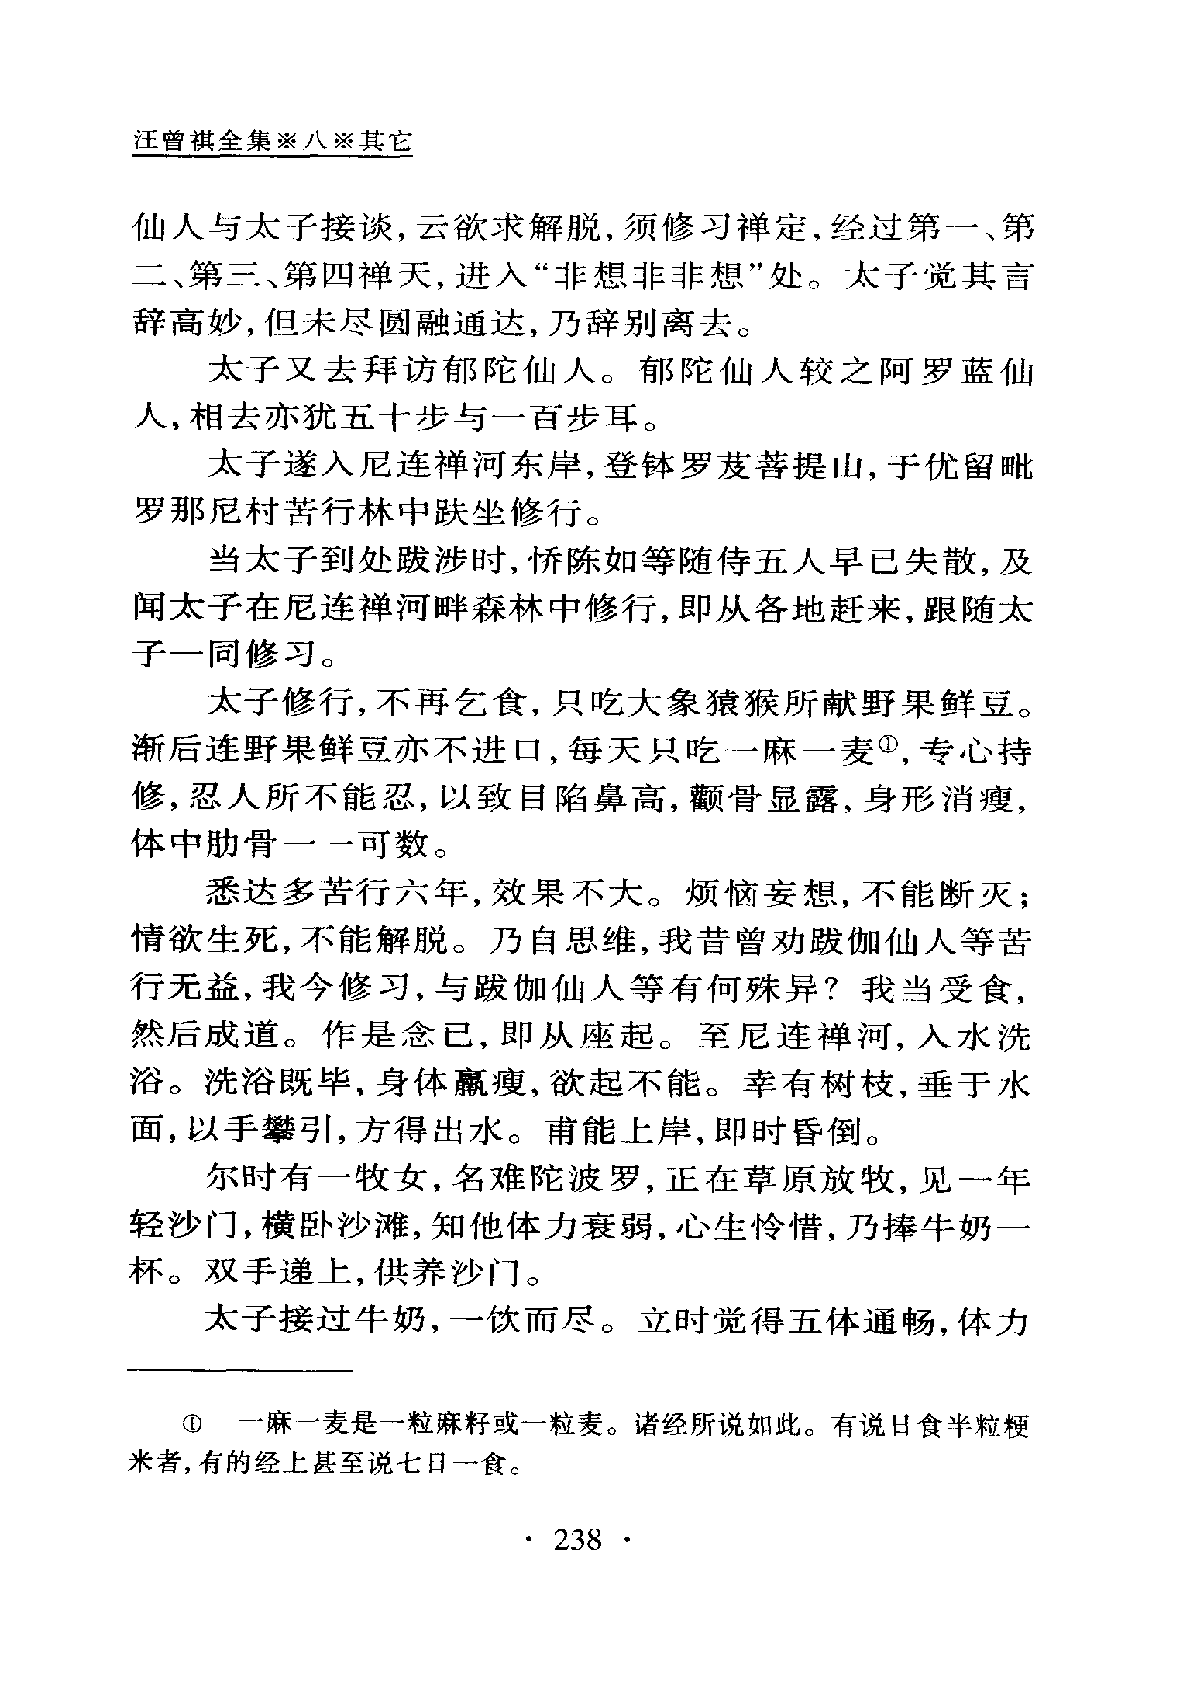 汪曾祺全集※八※其它
仙人与太子接谈,云欲求解脱,须修习禅定,经过第一、第
二、第三、第四禅天,进入“非想非非想”处。太子觉其言
辞高妙,但未尽圆融通达,乃辞别离去。
太子又去拜访郁陀仙人。郁陀仙人较之阿罗蓝仙
人,相去亦犹五十步与一百步耳。
太子遂入尼连禅河东岸,登钵罗芨菩提山,于优留毗
罗那尼村苦行林中趺坐修行。
当太子到处跋涉时,憍陈如等随侍五人早已失散,及
闻太子在尼连禅河畔森林中修行,即从各地赶来,跟随太
子一同修习。
太子修行,不再乞食,只吃大象猿猴所献野果鲜豆。
渐后连野果鲜豆亦不进口,每天只吃一麻一麦①,专心持
修,忍人所不能忍,以致目陷鼻高,颧骨显露,身形消瘦,
体中肋骨一一可数。
悉达多苦行六年,效果不大。烦恼妄想,不能断灭;
情欲生死,不能解脱。乃自思维,我昔曾劝跋伽仙人等苦
行无益,我今修习,与跋伽仙人等有何殊异?我当受食,
然后成道。作是念已,即从座起。至尼连禅河,入水洗
浴。洗浴既毕,身体羸瘦,欲起不能。幸有树枝,垂于水
面,以手攀引,方得出水。甫能上岸,即时昏倒。
尔时有一牧女,名难陀波罗,正在草原放牧,见一年
轻沙门,横卧沙滩,知他体力衰弱,心生怜惜,乃捧牛奶一
杯。双手递上,供养沙门。
太子接过牛奶,一饮而尽。立时觉得五体通畅,体力
① 一麻一麦是一粒麻籽或一粒麦。诸经所说如此。有说日食半粒粳
米者,有的经上甚至说七日一食。
· 238 ·